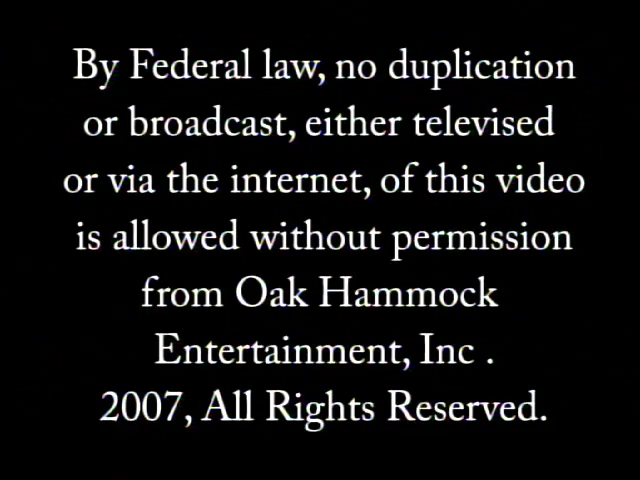 By Federal law, no duplication
or broadcast, either televised
or via the internet, of this video
is allowed without permission
from Oak Hammock
Entertainment, Inc .
2007, All Rights Reserved.